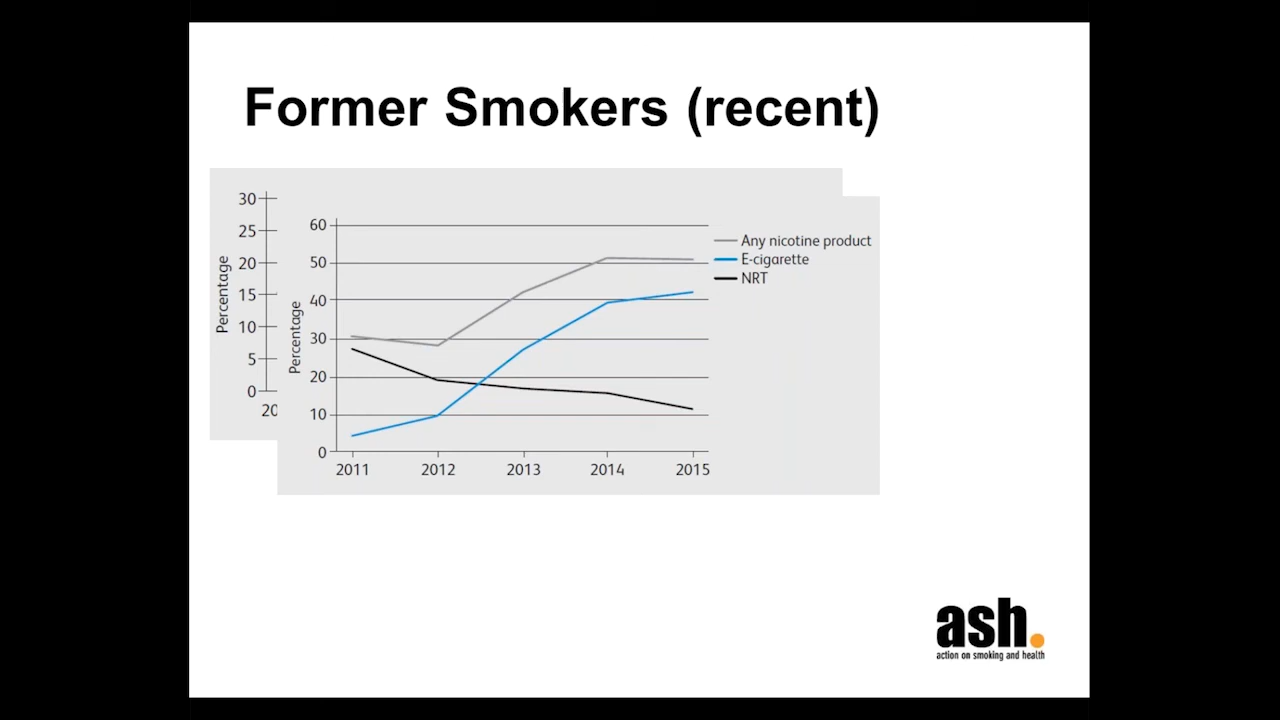 Former Smokers (recent)
30
25
20
15
10
5
0
Percentage
20
60
50
40
30
20
10
0
Percentage
2011 2012 2013 2014 2015
Any nicotine product
E-cigarette
NRT
ash.
action on smoking and health